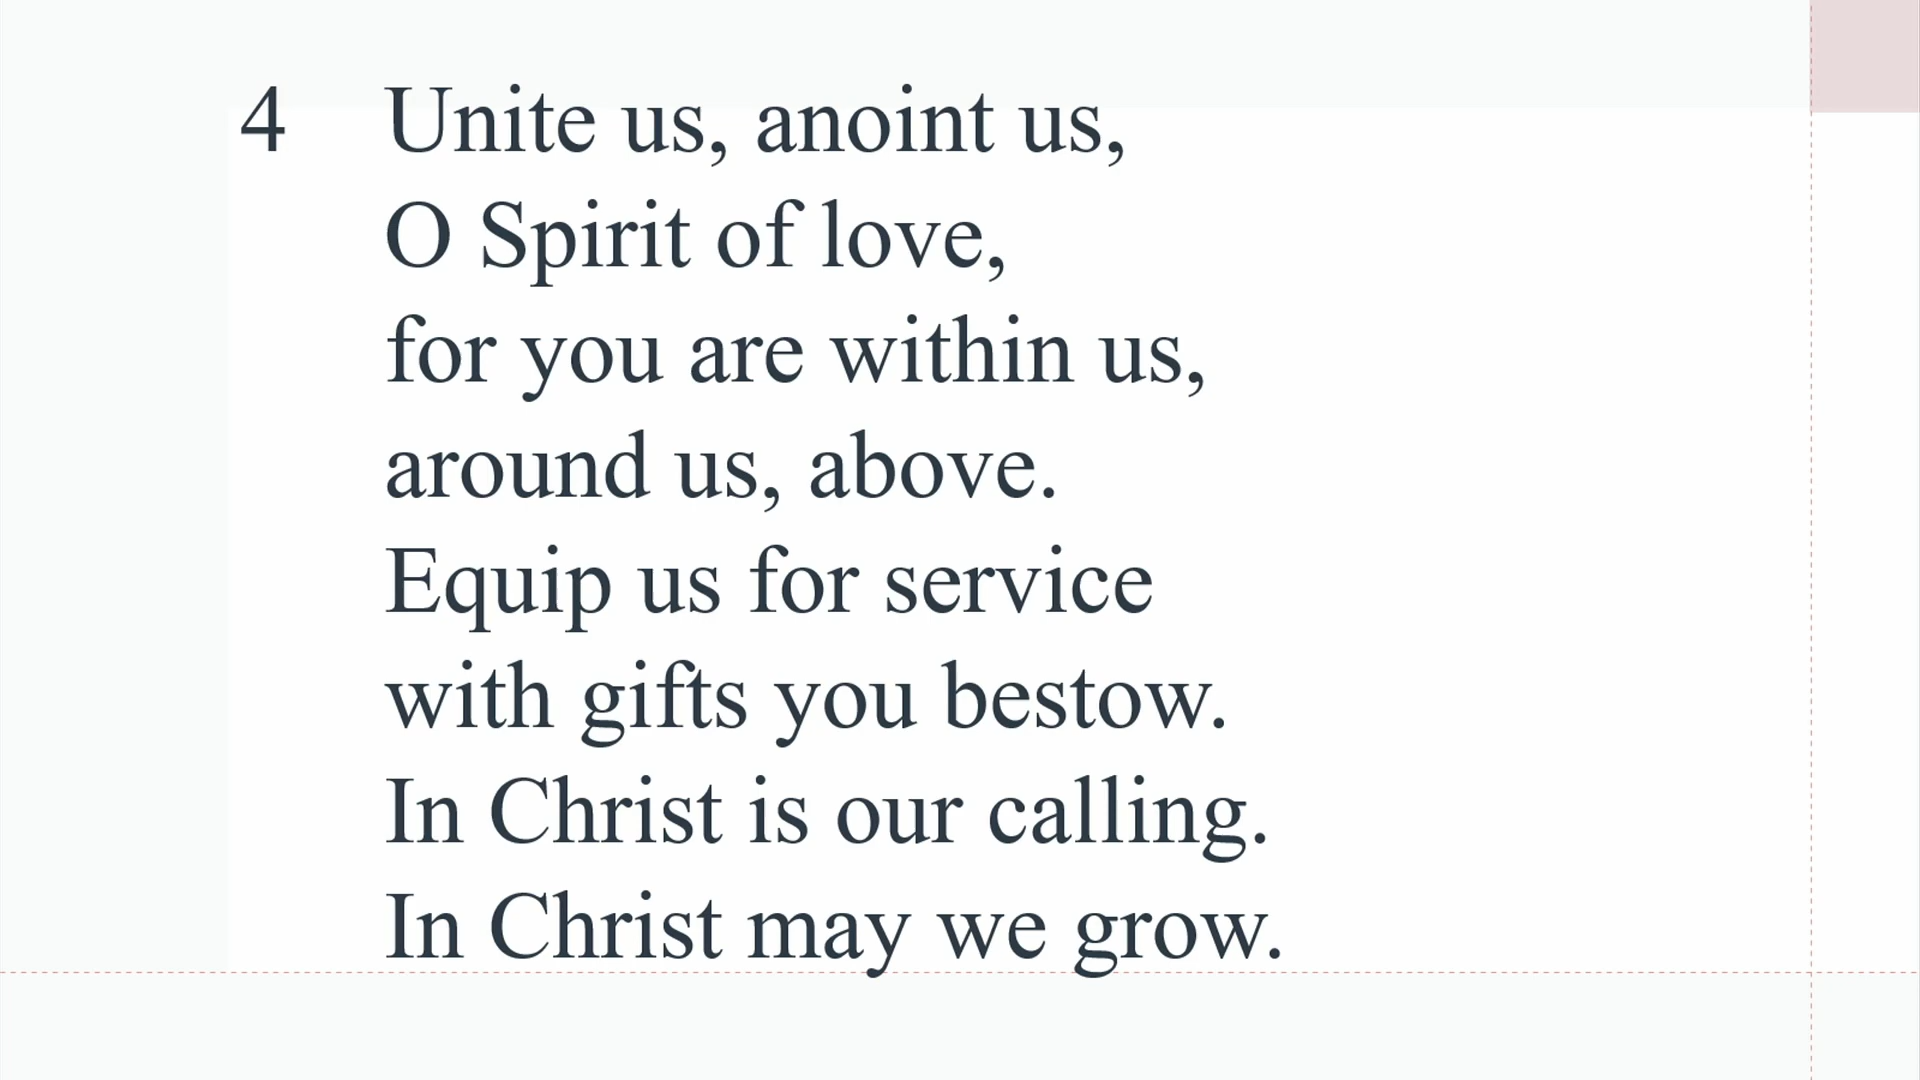 4 Unite us, anoint us,
O Spirit of love,
for you are within us,
around us, above.
Equip us for service
with gifts you bestow.
In Christ is our calling.
In Christ may we grow.